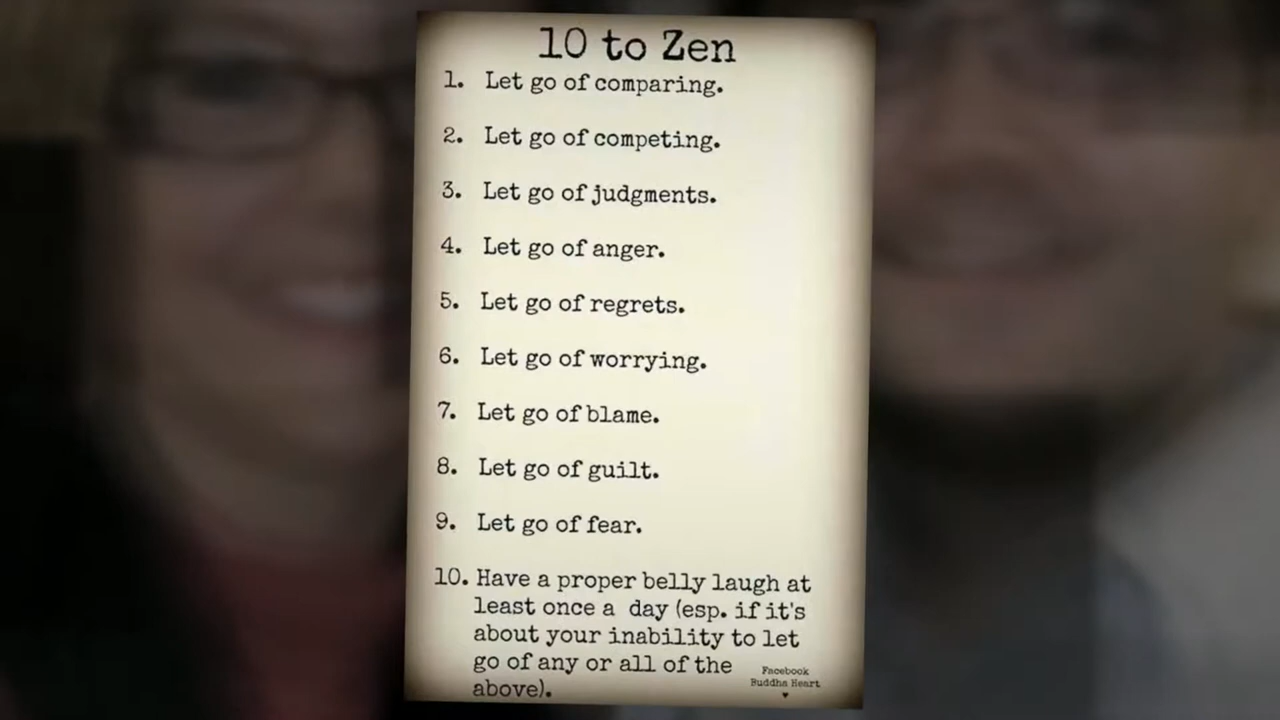 10 to Zen
1. Let go of comparing.
2. Let go of competing.
3. Let go of judgments.
4. Let go of anger.
5. Let go of regrets.
6. Let go of worrying.
7. Let go of blame.
8. Let go of guilt.
9. Let go of fear.
10. Have a proper belly laugh at
least once a day (esp. if it's
about your inability to let
go of any or all of the
above).
Facebook
Buddha Heart
♥